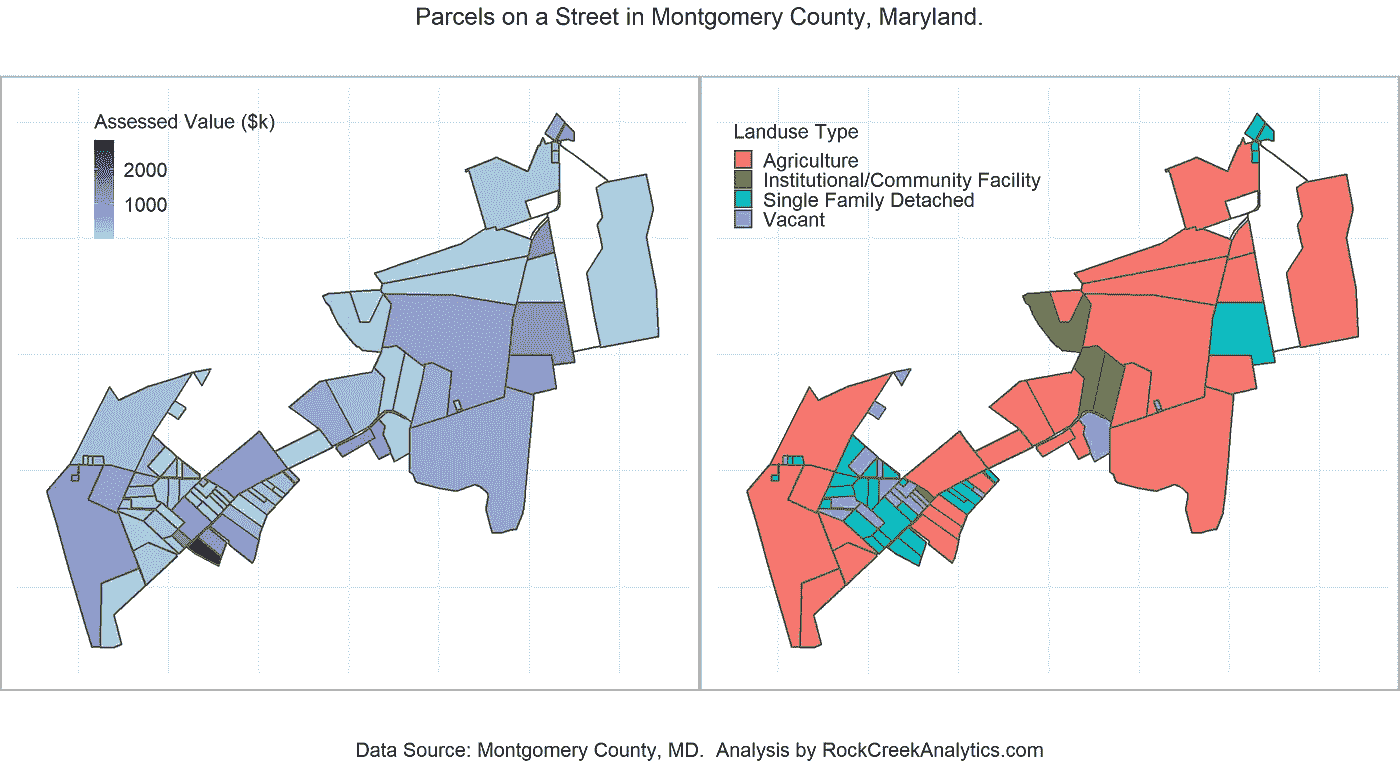 Parcels on a Street in Montgomery County, Maryland.
Assessed Value ($k)
2000
1000
Landuse Type
Agriculture
Institutional/Community Facility
Single Family Detached
Vacant
Data Source: Montgomery County, MD.  Analysis by RockCreekAnalytics.com